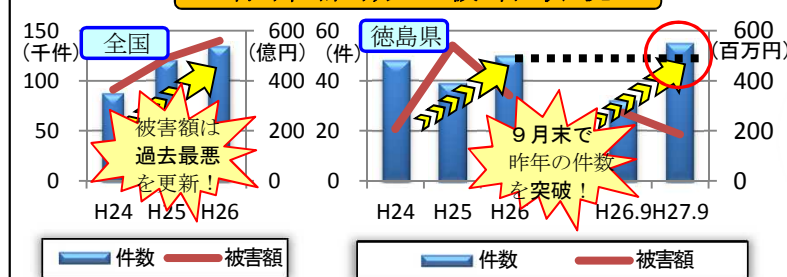 150
(千件)
100
50
0
全国
600
(億円)
400
200
0
H24 H25 H26
被害額は
過去最悪
を更新！
件数 被害額
60
(件)
40
20
0
徳島県
600
(百万円)
400
200
0
H24 H25 H26 H26.9 H27.9
９月末で
昨年の件数
を突破！
件数 被害額